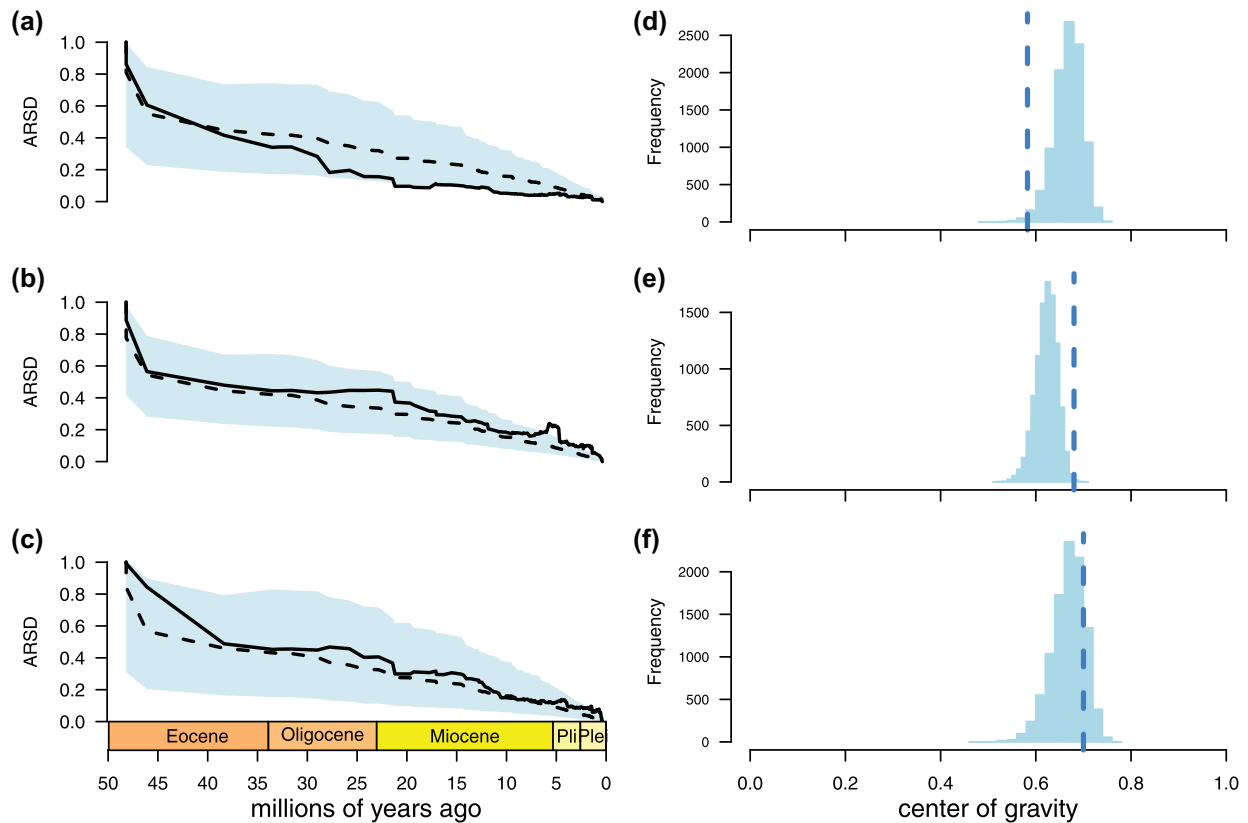 (a)
1.0
0.8
0.6
0.4
0.2
0.0
ARSD
(b)
1.0
0.8
0.6
0.4
0.2
0.0
ARSD
(c)
1.0
0.8
0.6
0.4
0.2
0.0
ARSD
Eocene Oligocene Miocene Pli Plei
50 45 40 35 30 25 20 15 10 5 0
millions of years ago
(d)
2500
2000
1500
1000
500
0
Frequency
(e)
1500
1000
500
0
Frequency
(f)
2000
1500
1000
500
0
Frequency
0.0 0.2 0.4 0.6 0.8 1.0
center of gravity